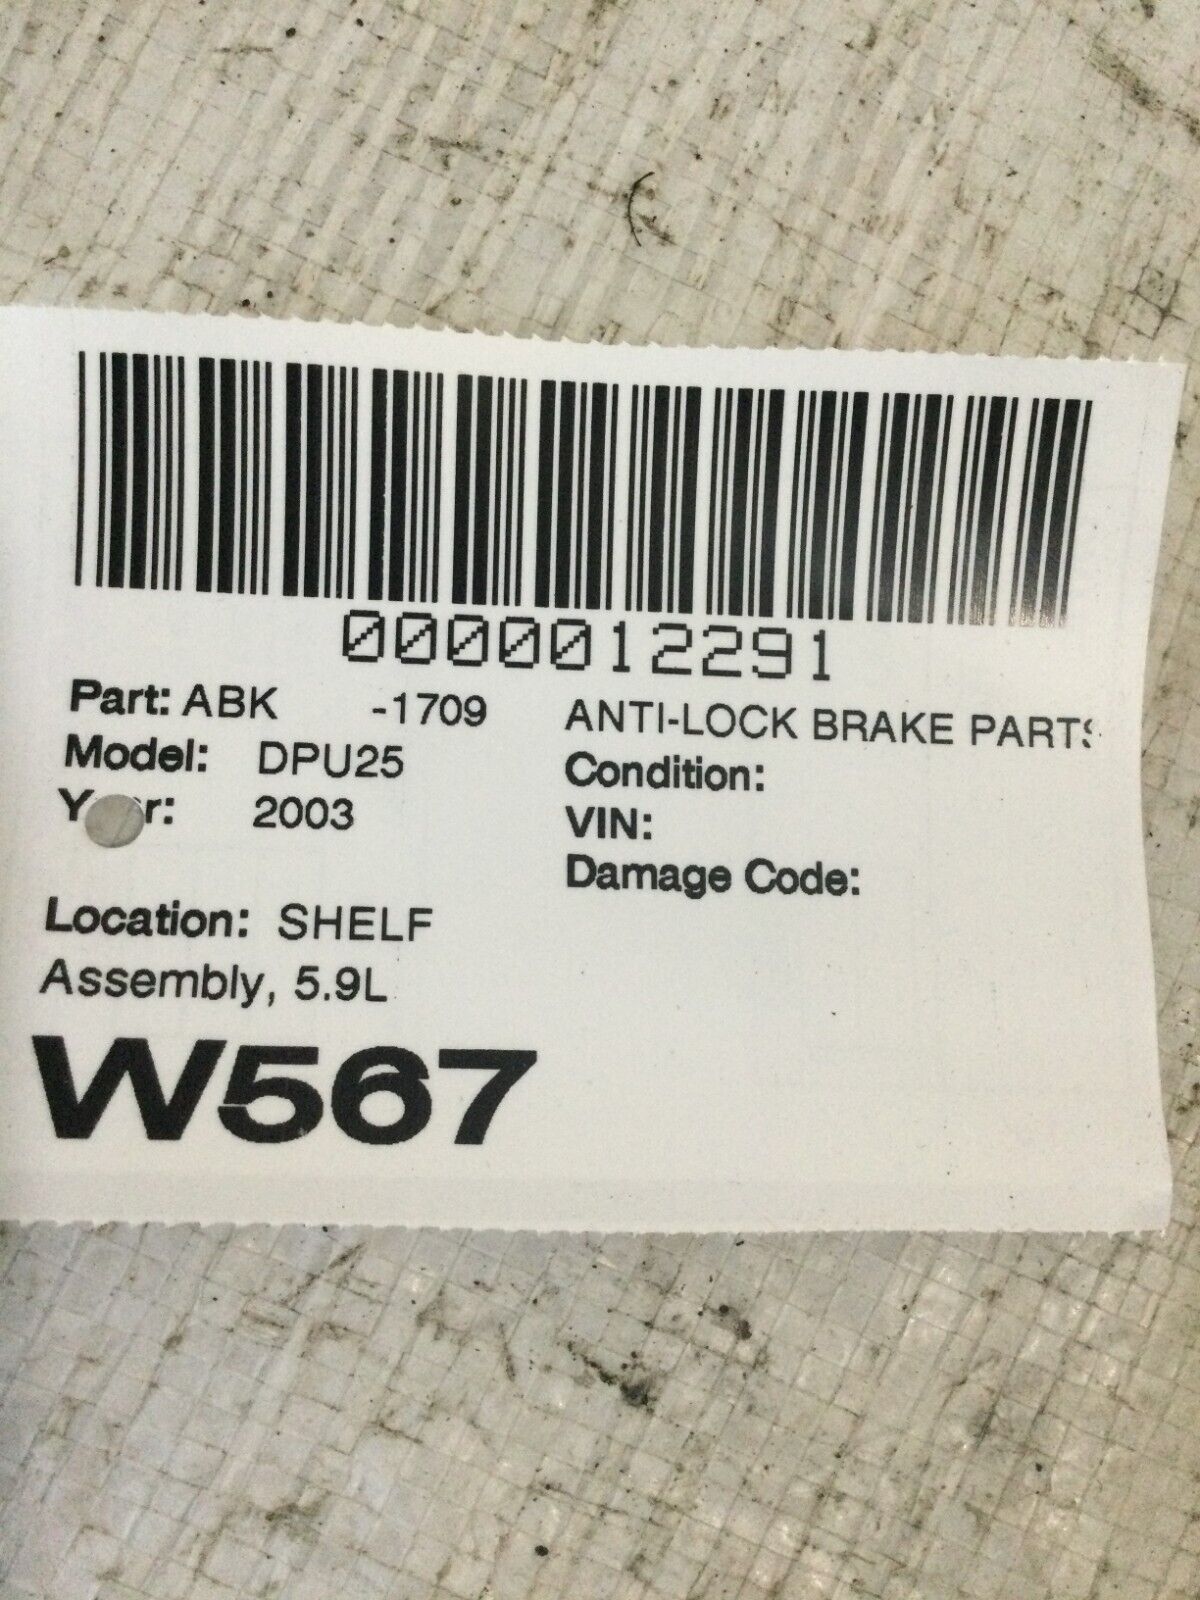 0000012291
Part: ABK -1709 ANTI-LOCK BRAKE PARTS
Model: DPU25 Condition:
Year: 2003 VIN:
Damage Code:
Location: SHELF
Assembly, 5.9L
W567